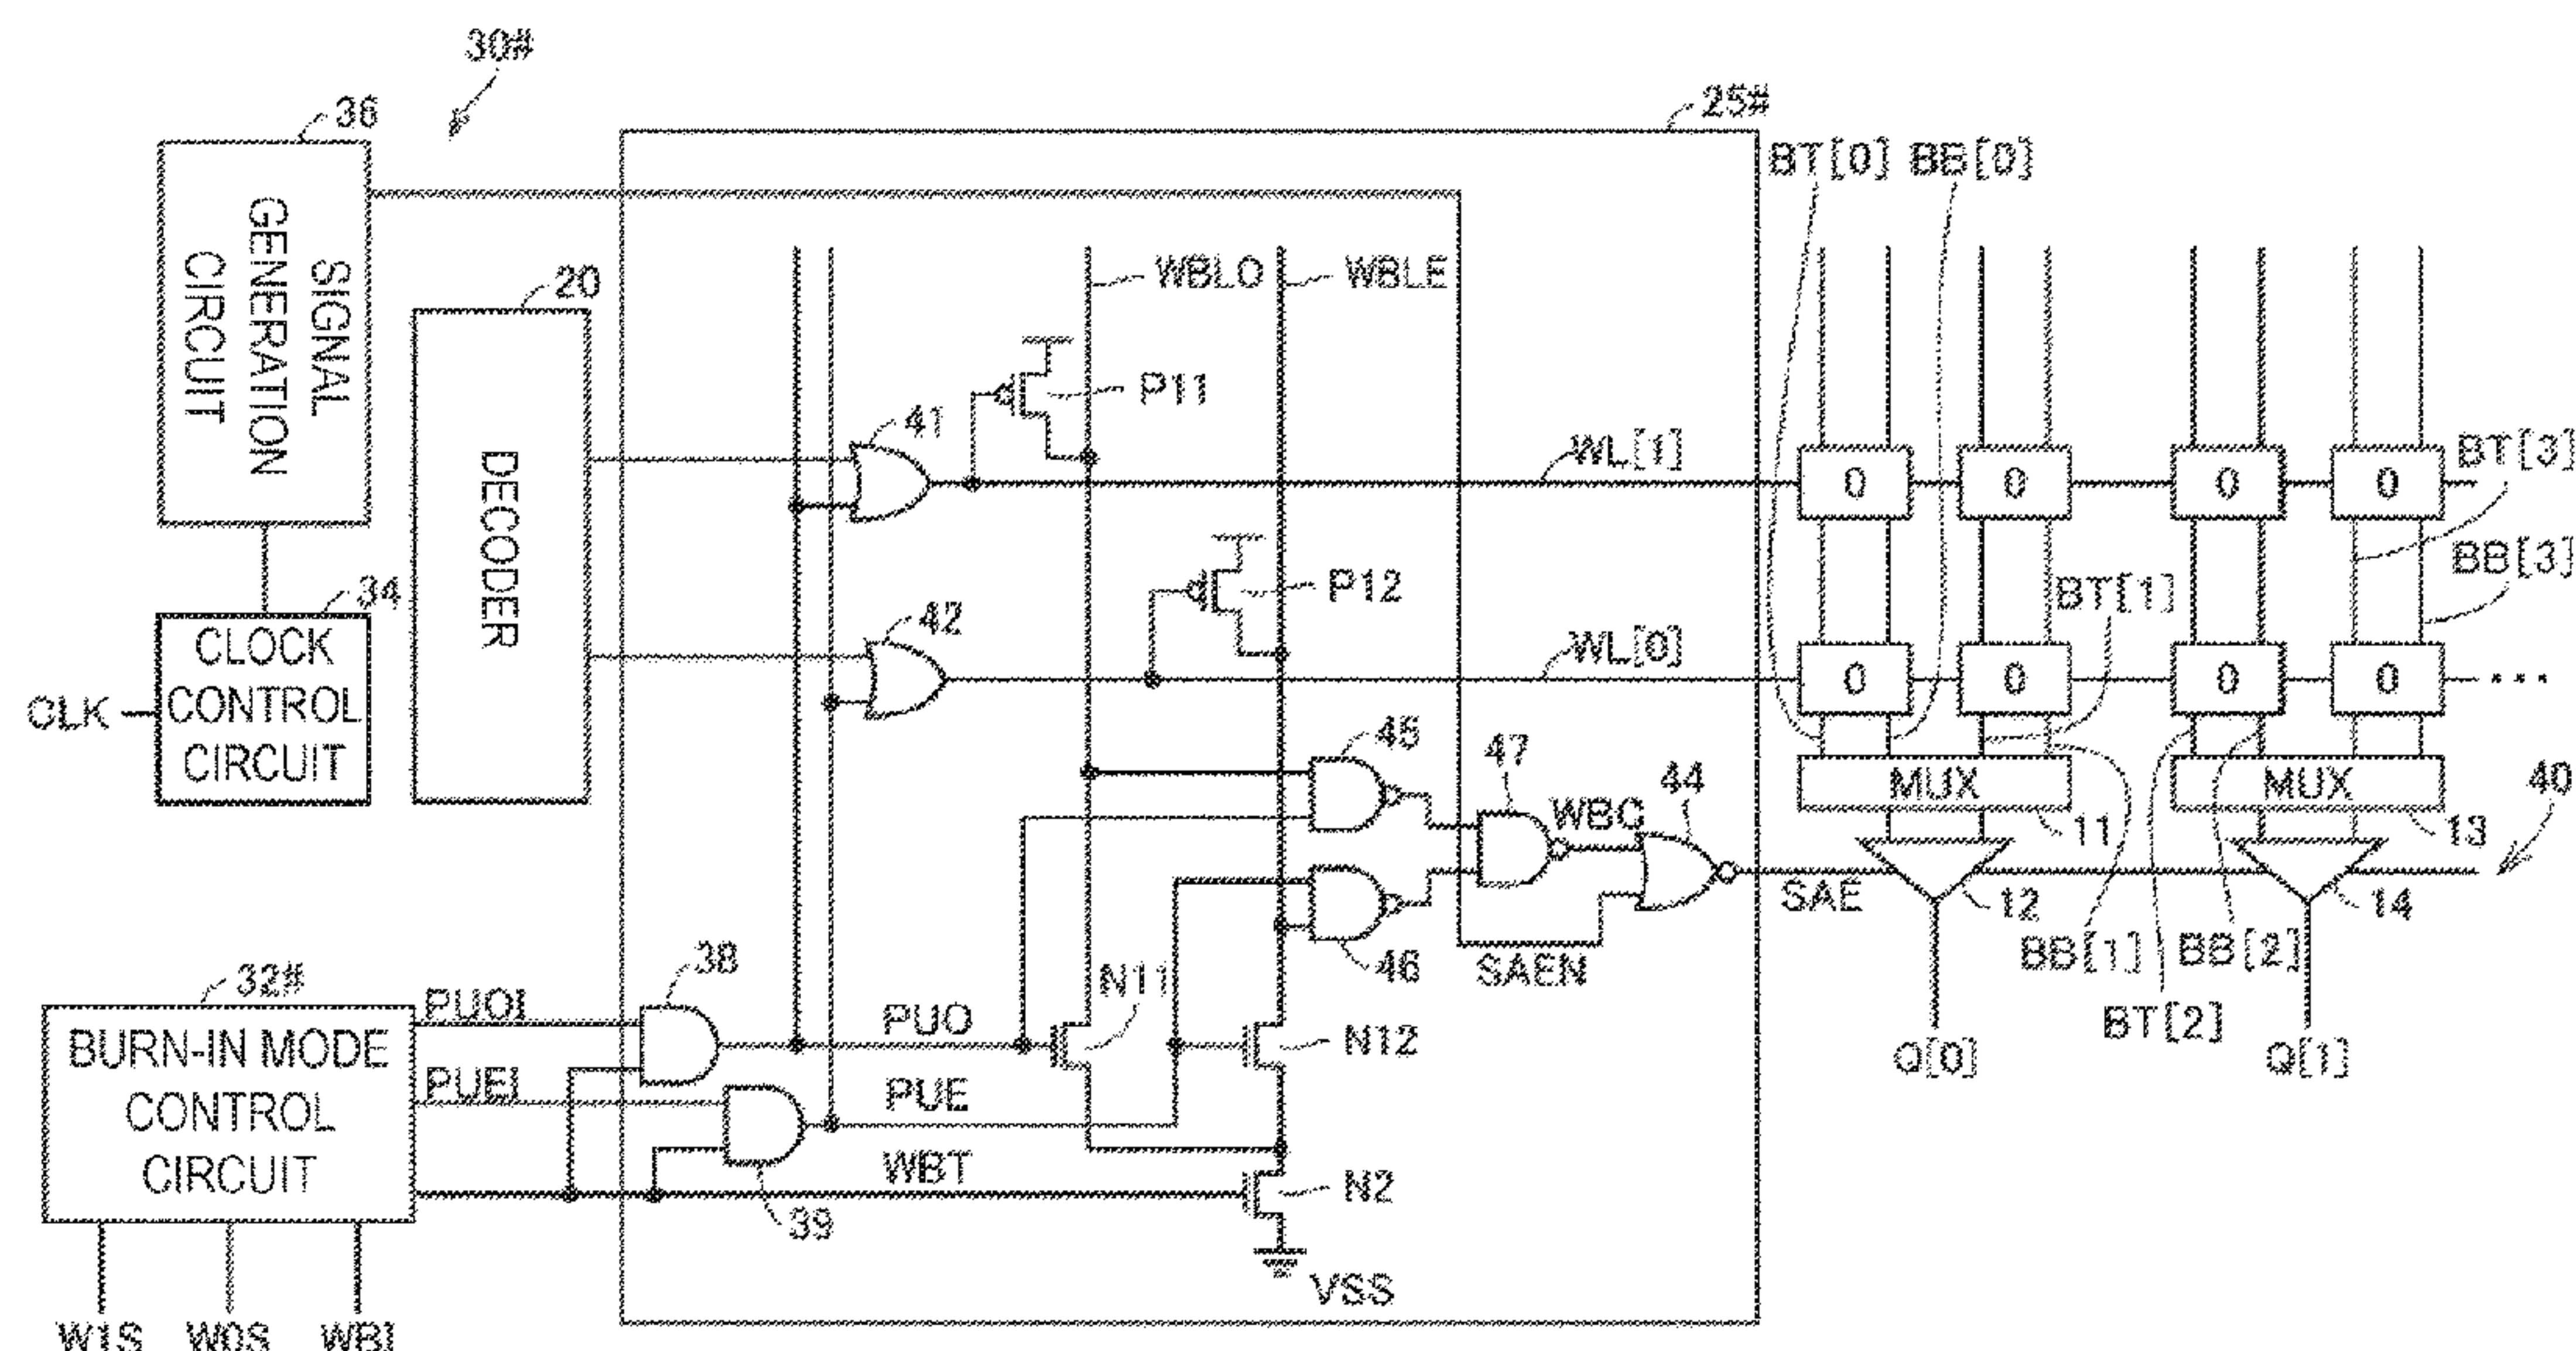 30#
36
25#
SIGNAL
GENERATION
CIRCUIT
BT[0]
BB[0]
20
WBLO
WBLE
DECODER
P11
41
WL[1]
0
0
0
0
BT[3]
BB[3]
P12
34
CLOCK
CONTROL
CIRCUIT
CLK
42
WL[0]
BT[1]
0
0
0
0
...
45
47
WBC
44
MUX
MUX
11
13
40
SAE
12
14
46
SAEN
BB[1]
BB[2]
BT[2]
Q[0]
Q[1]
32#
38
PUOI
PUO
N11
N12
BURN-IN MODE
CONTROL
CIRCUIT
PUEI
PUE
WBT
39
N2
VSS
W1S
W0S
WBI